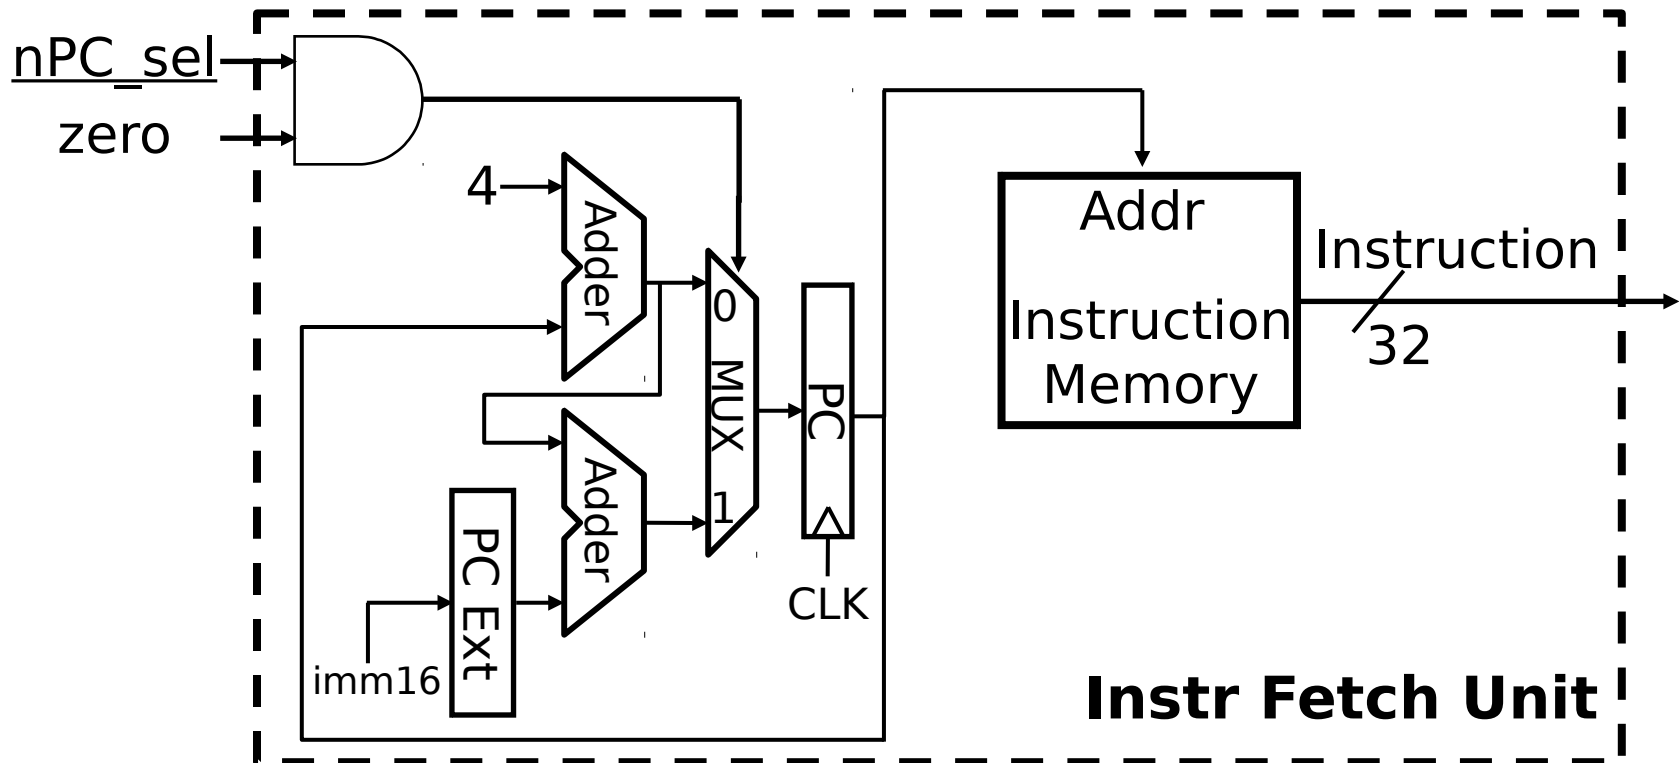 nPC_sel
zero
4
Adder
0
MUX
1
Adder
PC Ext
imm16
PC
CLK
Addr
Instruction
Memory
Instruction
32
Instr Fetch Unit